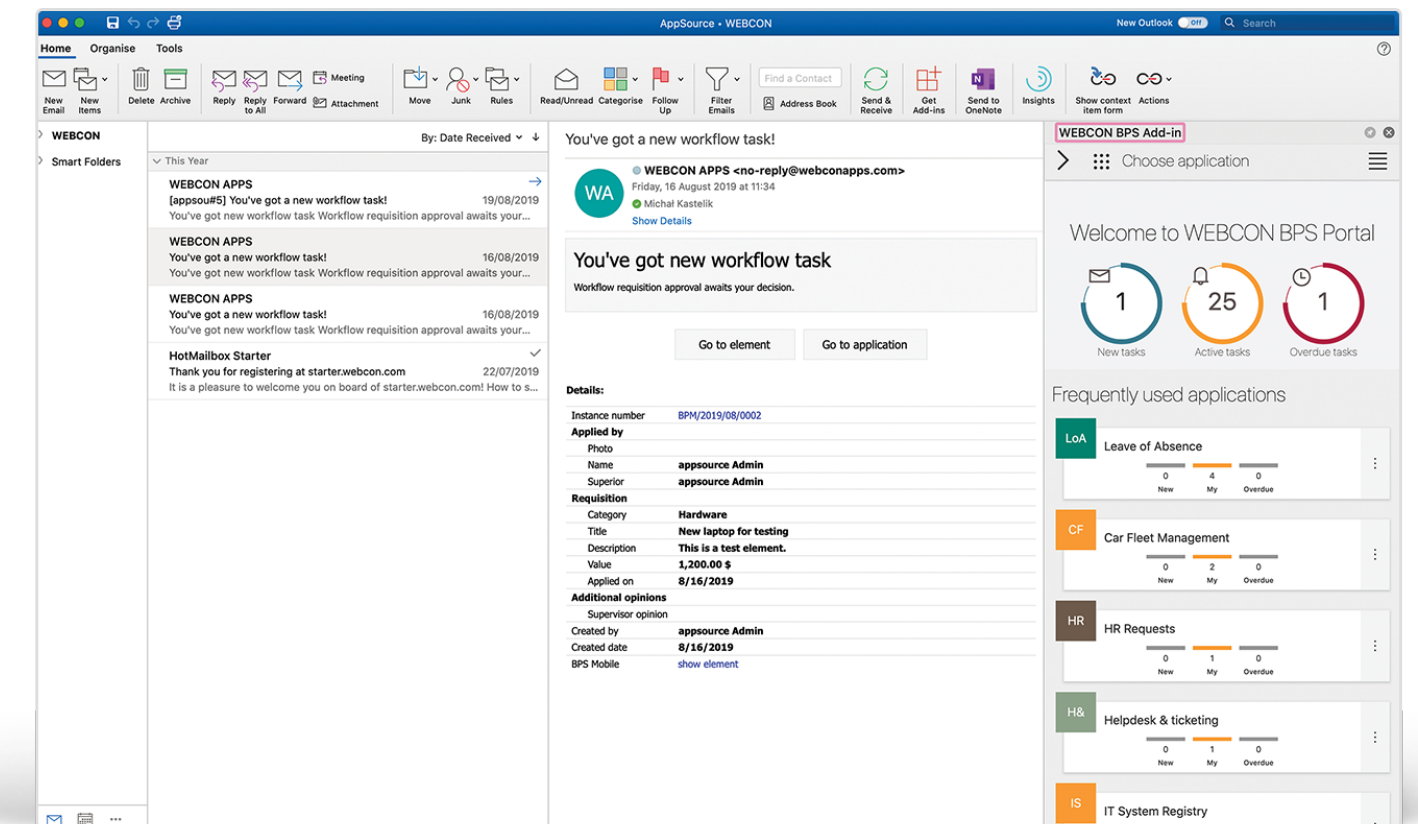 AppSource • WEBCON
New Outlook Off Search
Home Organise Tools
New Email
New Items
Delete
Archive
Reply
Reply to All
Forward
Meeting
Attachment
Move
Junk
Rules
Read/Unread
Categorise
Follow Up
Filter Emails
Find a Contact
Address Book
Send & Receive
Get Add-ins
Send to OneNote
Insights
Show context item form
Actions
WEBCON
Smart Folders
By: Date Received
This Year
WEBCON APPS
[appsou#5] You've got a new workflow task! 19/08/2019
You've got new workflow task Workflow requisition approval awaits your...
WEBCON APPS
You've got a new workflow task! 16/08/2019
You've got new workflow task Workflow requisition approval awaits your...
WEBCON APPS
You've got a new workflow task! 16/08/2019
You've got new workflow task Workflow requisition approval awaits your...
HotMailbox Starter
Thank you for registering at starter.webcon.com 22/07/2019
It is a pleasure to welcome you on board of starter.webcon.com! How to s...
You've got a new workflow task!
WA
WEBCON APPS <no-reply@webconapps.com>
Friday, 16 August 2019 at 11:34
Michał Kastelik
Show Details
You've got new workflow task
Workflow requisition approval awaits your decision.
Go to element Go to application
Details:
Instance number BPM/2019/08/0002
Applied by
Photo
Name appsource Admin
Superior appsource Admin
Requisition
Category Hardware
Title New laptop for testing
Description This is a test element.
Value 1,200.00 $
Applied on 8/16/2019
Additional opinions
Supervisor opinion
Created by appsource Admin
Created date 8/16/2019
BPS Mobile show element
WEBCON BPS Add-in
Choose application
Welcome to WEBCON BPS Portal
1 25 1
New tasks Active tasks Overdue tasks
Frequently used applications
LoA
Leave of Absence
0 4 0
New My Overdue
CF
Car Fleet Management
0 2 0
New My Overdue
HR
HR Requests
0 1 0
New My Overdue
H&
Helpdesk & ticketing
0 1 0
New My Overdue
IS
IT System Registry